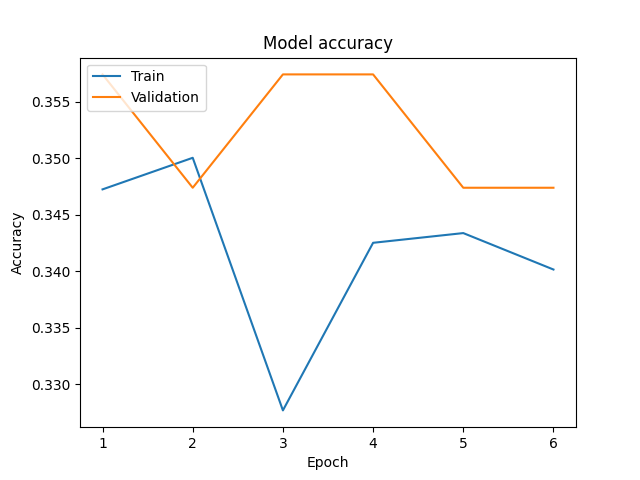 Model accuracy
Train
Validation
0.355
0.350
0.345
0.340
0.335
0.330
Accuracy
1 2 3 4 5 6
Epoch